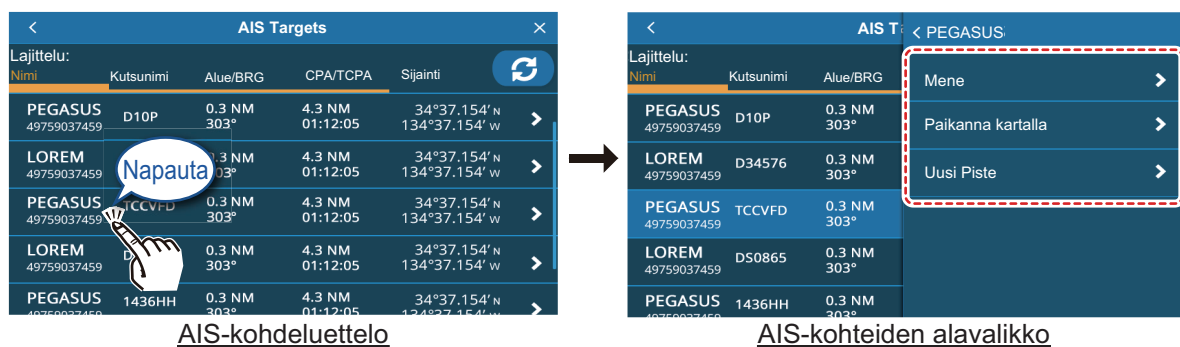 AIS Targets
Lajittelu:
Nimi Kutsunimi Alue/BRG CPA/TCPA Sijainti
PEGASUS D10P 0.3 NM 4.3 NM 34°37.154′ N
49759037459 303° 01:12:05 134°37.154′ W
LOREM 0.3 NM 4.3 NM 34°37.154′ N
49759037459 03° 01:12:05 134°37.154′ W
Napauta
PEGASUS TCCVFD 0.3 NM 4.3 NM 34°37.154′ N
49759037459 303° 01:12:05 134°37.154′ W
LOREM D 0.3 NM 4.3 NM 34°37.154′ N
49759037459 303° 01:12:05 134°37.154′ W
PEGASUS 1436HH 0.3 NM 4.3 NM 34°37.154′ N
49759037459 303° 01:12:05 134°37.154′ W
AIS-kohdeluettelo
AIS T
Lajittelu:
Nimi Kutsunimi Alue/BRG
PEGASUS D10P 0.3 NM
49759037459 303°
LOREM D34576 0.3 NM
49759037459 303°
PEGASUS TCCVFD 0.3 NM
49759037459 303°
LOREM DS0865 0.3 NM
49759037459 303°
PEGASUS 1436HH 0.3 NM
49759037459 303°
PEGASUS
Mene
Paikanna kartalla
Uusi Piste
AIS-kohteiden alavalikko